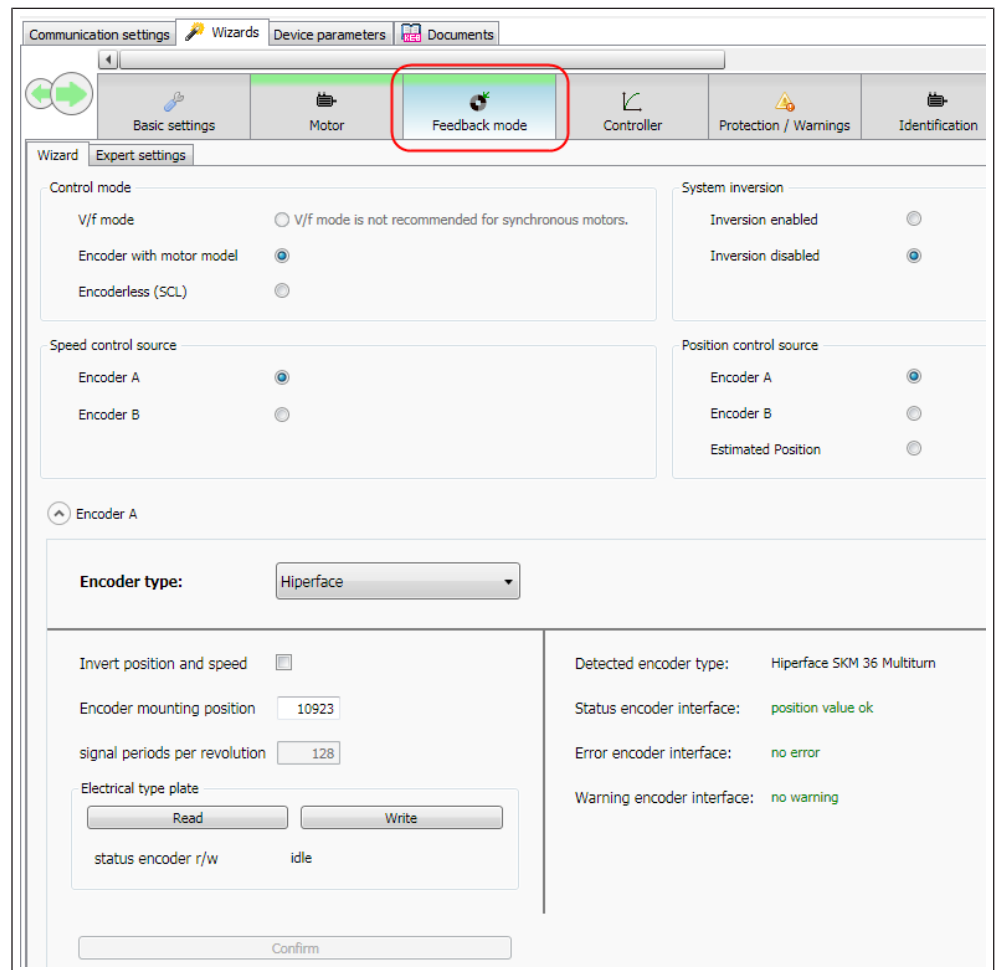 Communication settings Wizards Device parameters KEB Documents
Basic settings Motor Feedback mode Controller Protection / Warnings Identification
Wizard Expert settings
Control mode System inversion
V/f mode V/f mode is not recommended for synchronous motors. Inversion enabled
Encoder with motor model Inversion disabled
Encoderless (SCL)
Speed control source Position control source
Encoder A Encoder A
Encoder B Encoder B
Estimated Position
Encoder A
Encoder type: Hiperface
Invert position and speed Detected encoder type: Hiperface SKM 36 Multiturn
Encoder mounting position 10923 Status encoder interface: position value ok
signal periods per revolution 128 Error encoder interface: no error
Electrical type plate Warning encoder interface: no warning
Read Write
status encoder r/w idle
Confirm